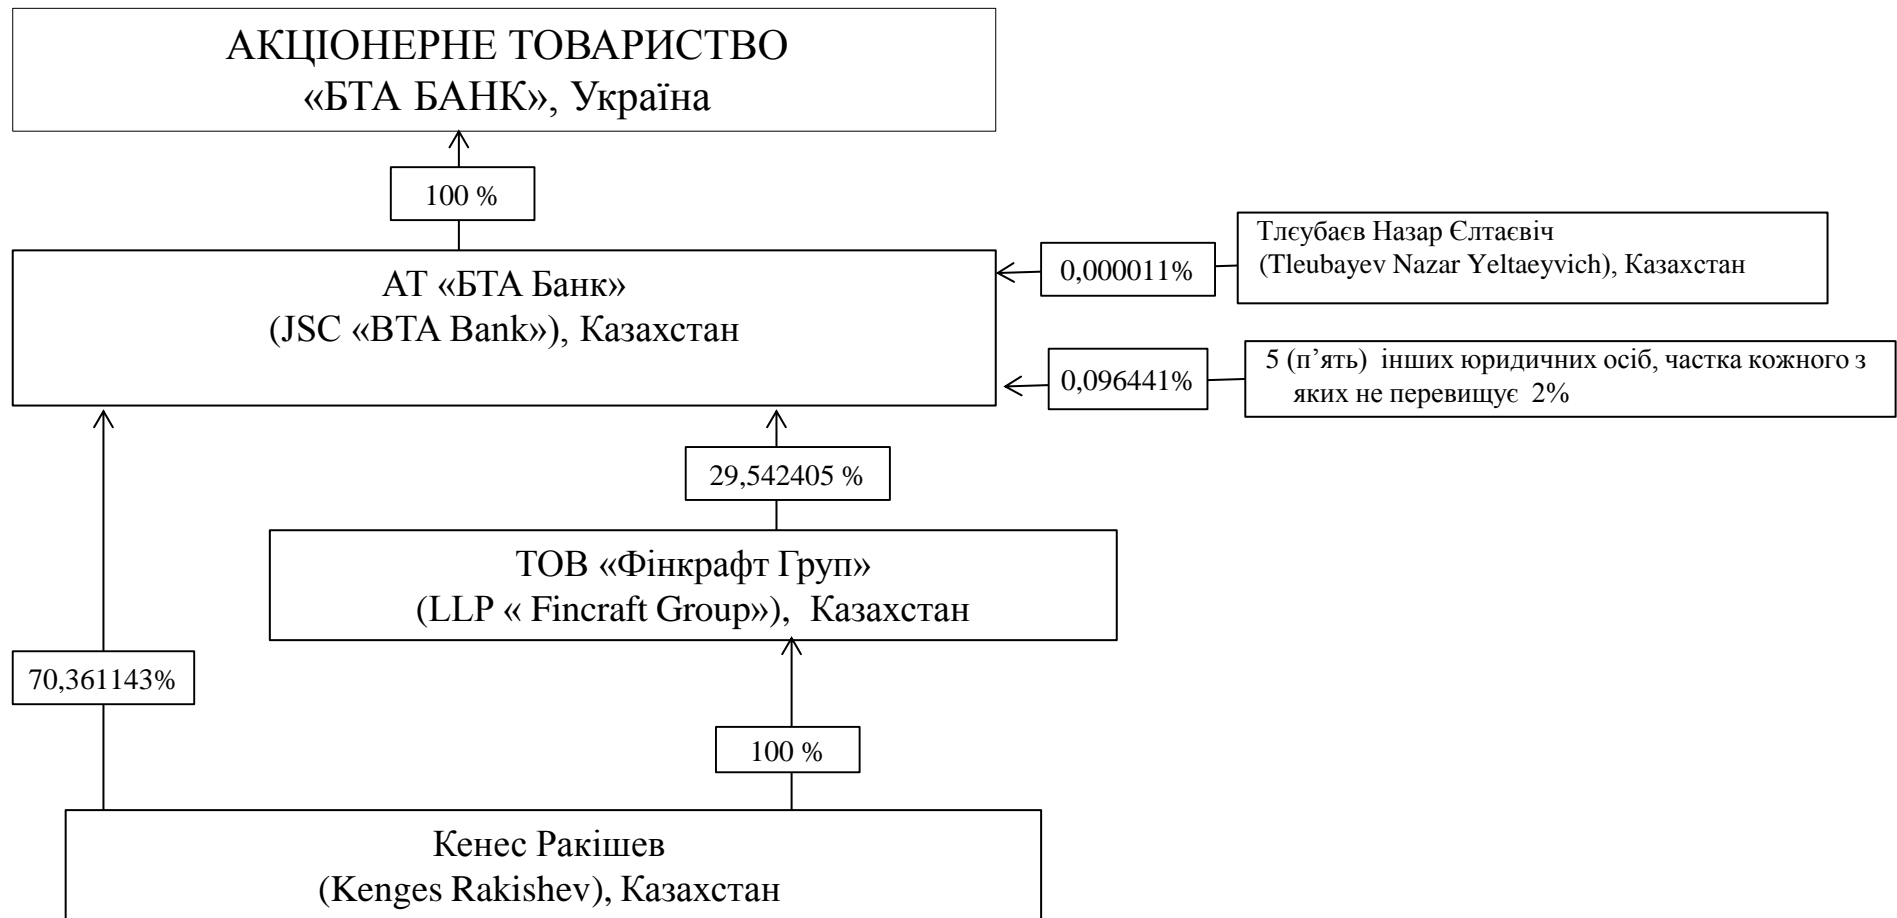 АКЦІОНЕРНЕ ТОВАРИСТВО
«БТА БАНК», Україна
100 %
АТ «БТА Банк»
(JSC «BTA Bank»), Казахстан
0,000011%
Тлєубаєв Назар Єлтаєвіч
(Tleubayev Nazar Yeltaeyvich), Казахстан
0,096441%
5 (п’ять) інших юридичних осіб, частка кожного з
яких не перевищує 2%
29,542405 %
ТОВ «Фінкрафт Груп»
(LLP « Fincraft Group»), Казахстан
70,361143%
100 %
Кенес Ракішев
(Kenges Rakishev), Казахстан